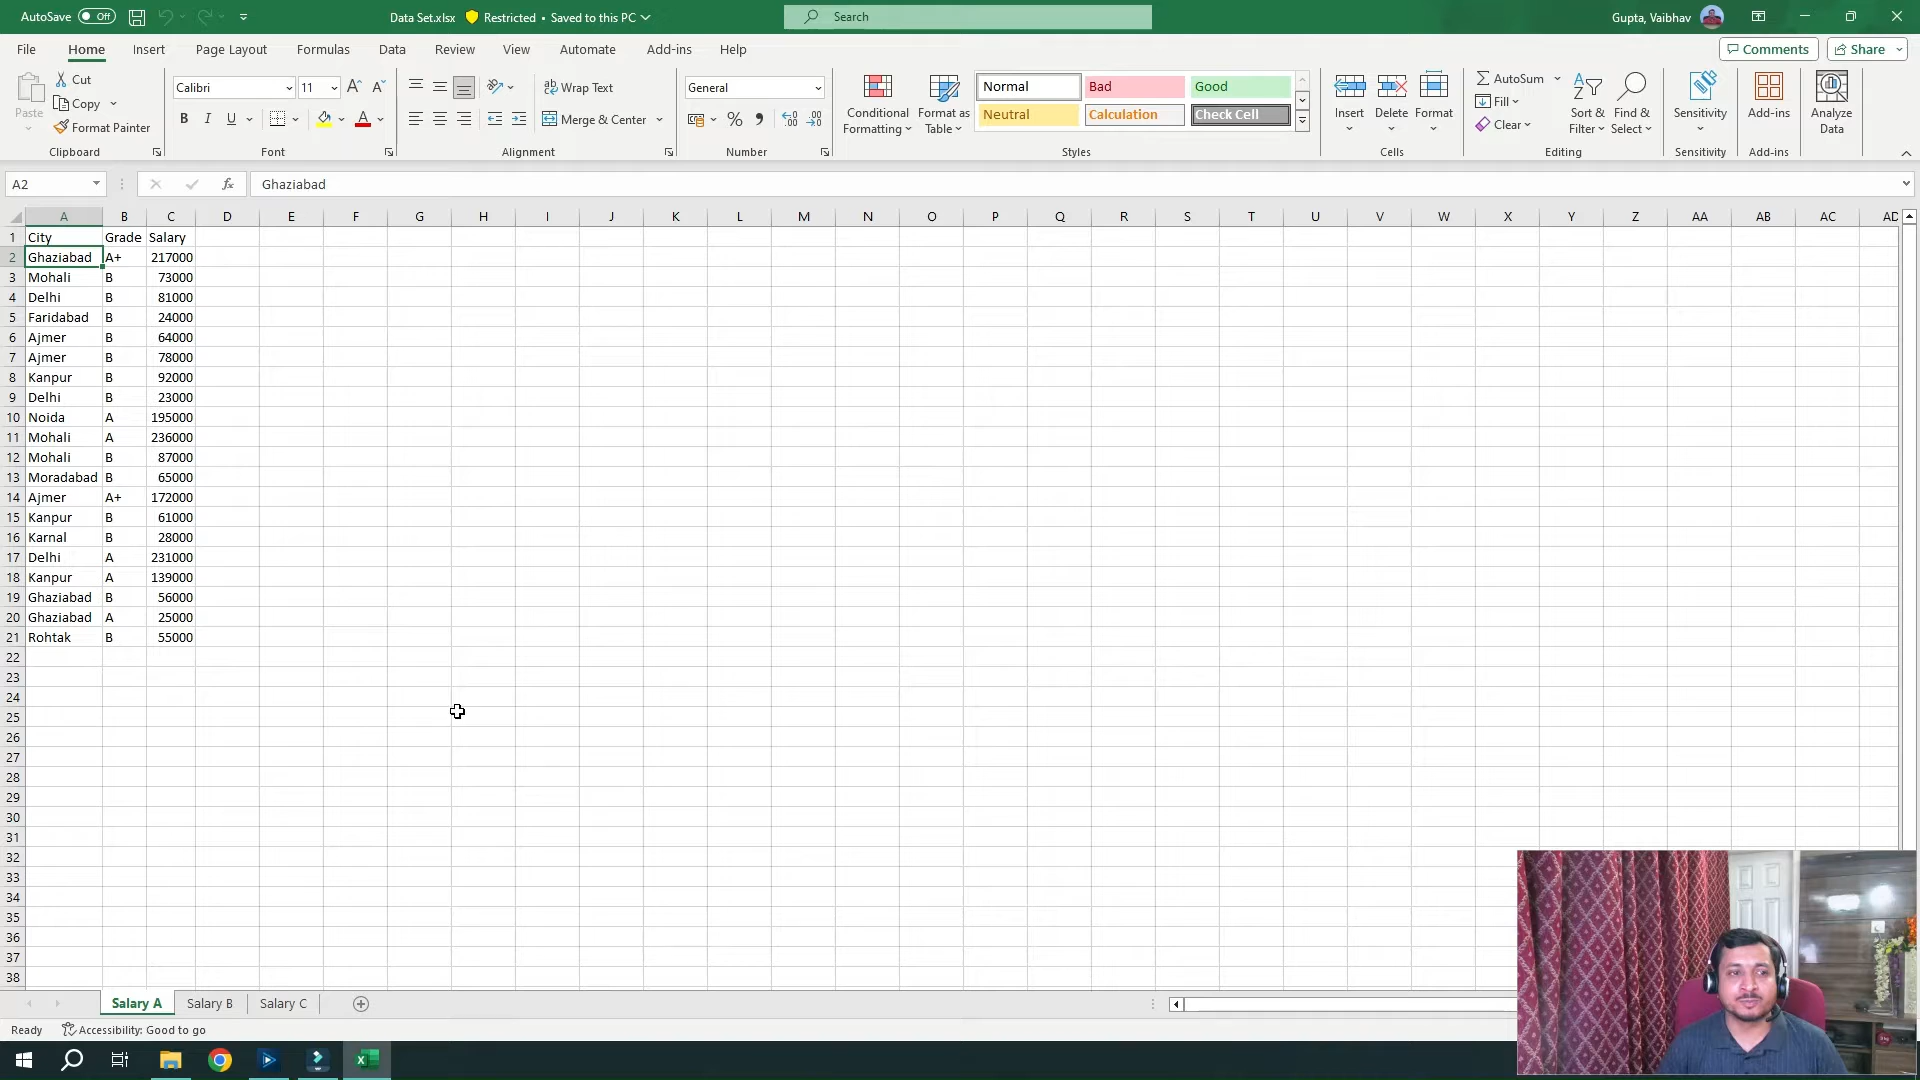 AutoSave Off Data Set.xlsx Restricted • Saved to this PC Search Gupta, Vaibhav
File Home Insert Page Layout Formulas Data Review View Automate Add-ins Help Comments Share
Paste Cut Copy Format Painter Clipboard
Calibri 11 B I U Font
Wrap Text Merge & Center Alignment
General % Number
Conditional Formatting Format as Table Normal Bad Good Neutral Calculation Check Cell Styles
Insert Delete Format Cells
AutoSum Fill Clear Sort & Filter Find & Select Editing
Sensitivity Sensitivity
Add-ins Add-ins
Analyze Data
A2 fx Ghaziabad
A B C D E F G H I J K L M N O P Q R S T U V W X Y Z AA AB AC AD
1 City Grade Salary
2 Ghaziabad A+ 217000
3 Mohali B 73000
4 Delhi B 81000
5 Faridabad B 24000
6 Ajmer B 64000
7 Ajmer B 78000
8 Kanpur B 92000
9 Delhi B 23000
10 Noida A 195000
11 Mohali A 236000
12 Mohali B 87000
13 Moradabad B 65000
14 Ajmer A+ 172000
15 Kanpur B 61000
16 Karnal B 28000
17 Delhi A 231000
18 Kanpur A 139000
19 Ghaziabad B 56000
20 Ghaziabad A 25000
21 Rohtak B 55000
22
23
24
25
26
27
28
29
30
31
32
33
34
35
36
37
38
Salary A Salary B Salary C
Ready Accessibility: Good to go